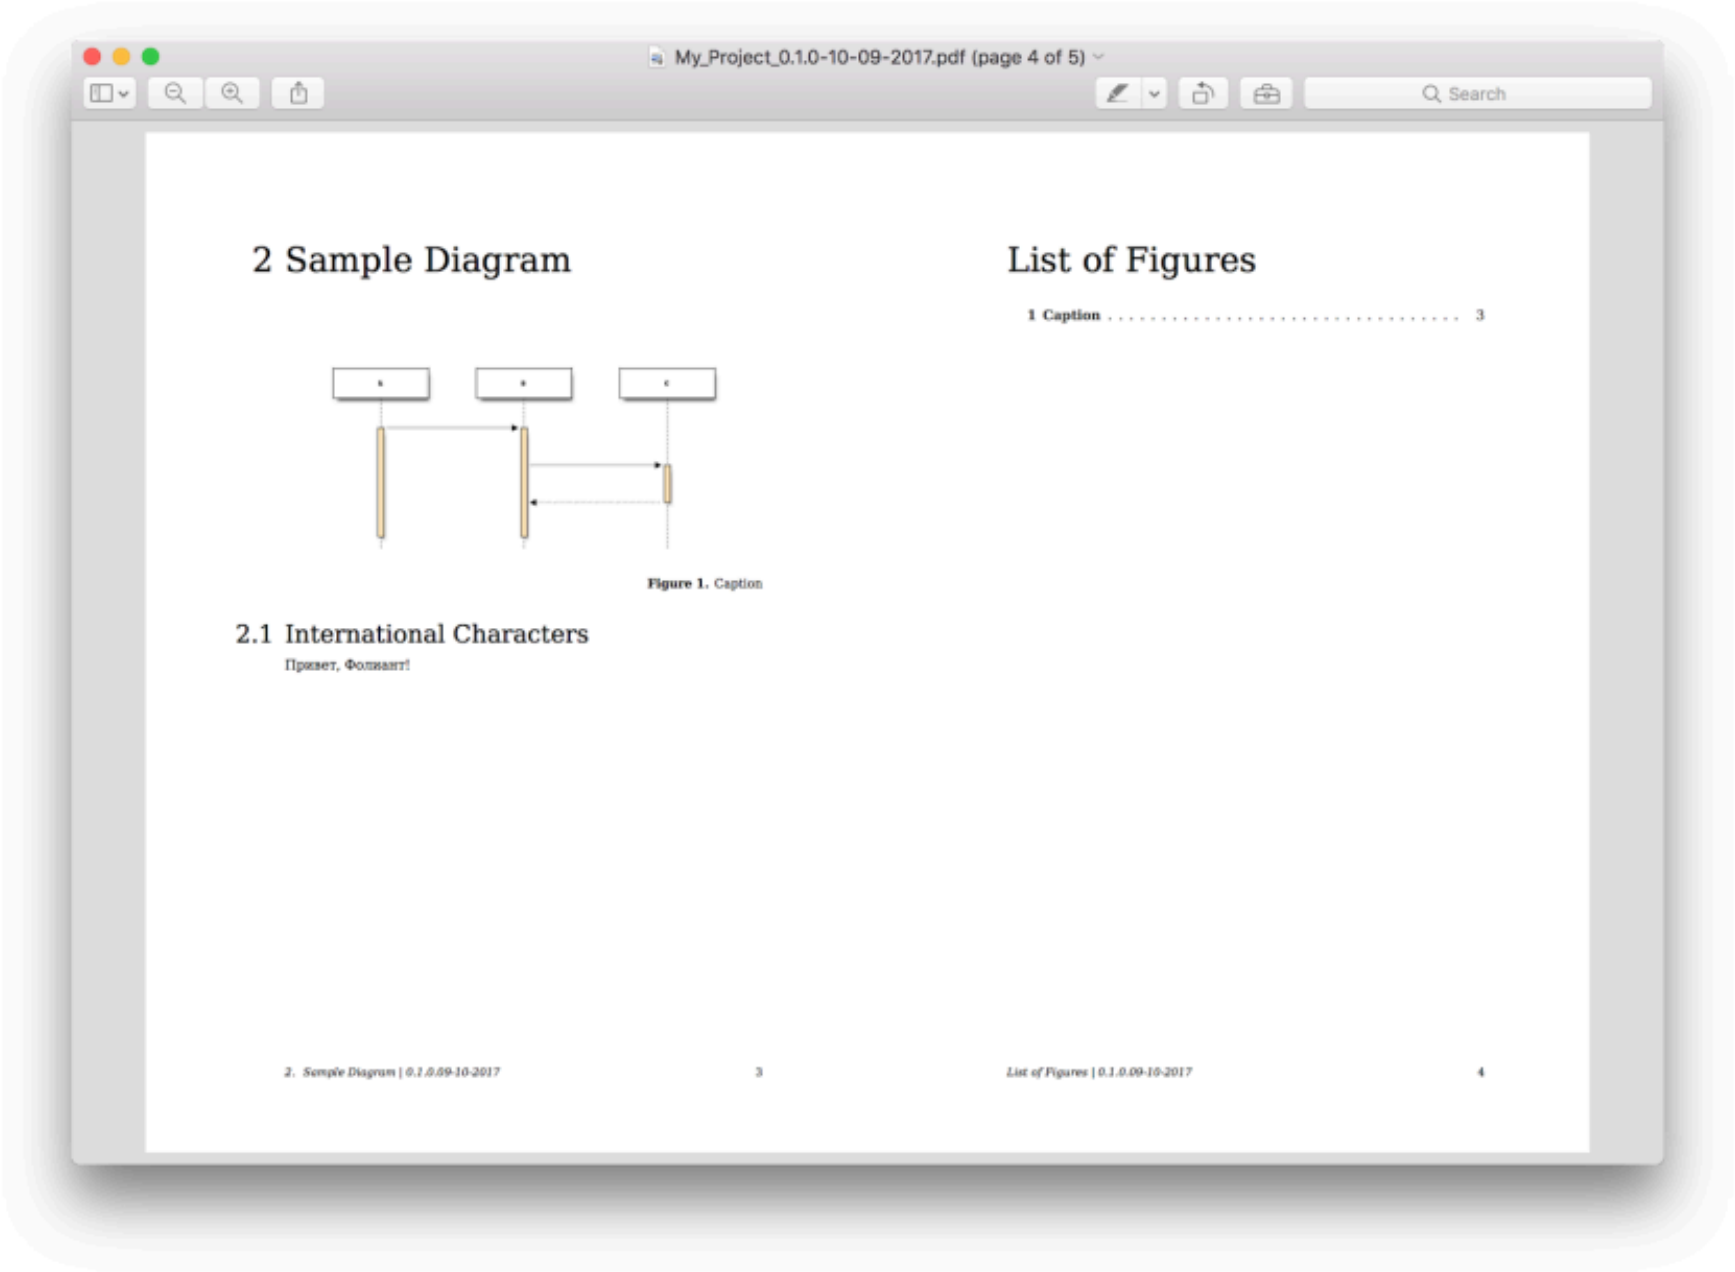 My_Project_0.1.0-10-09-2017.pdf (page 4 of 5)
Search
2 Sample Diagram
A
B
C
Figure 1. Caption
2.1 International Characters
Привет, Фолиант!
2. Sample Diagram | 0.1.0.09-10-2017
3
List of Figures
1 Caption . . . . . . . . . . . . . . . . . . . . . . . . . . . . . . . . . 3
List of Figures | 0.1.0.09-10-2017
4